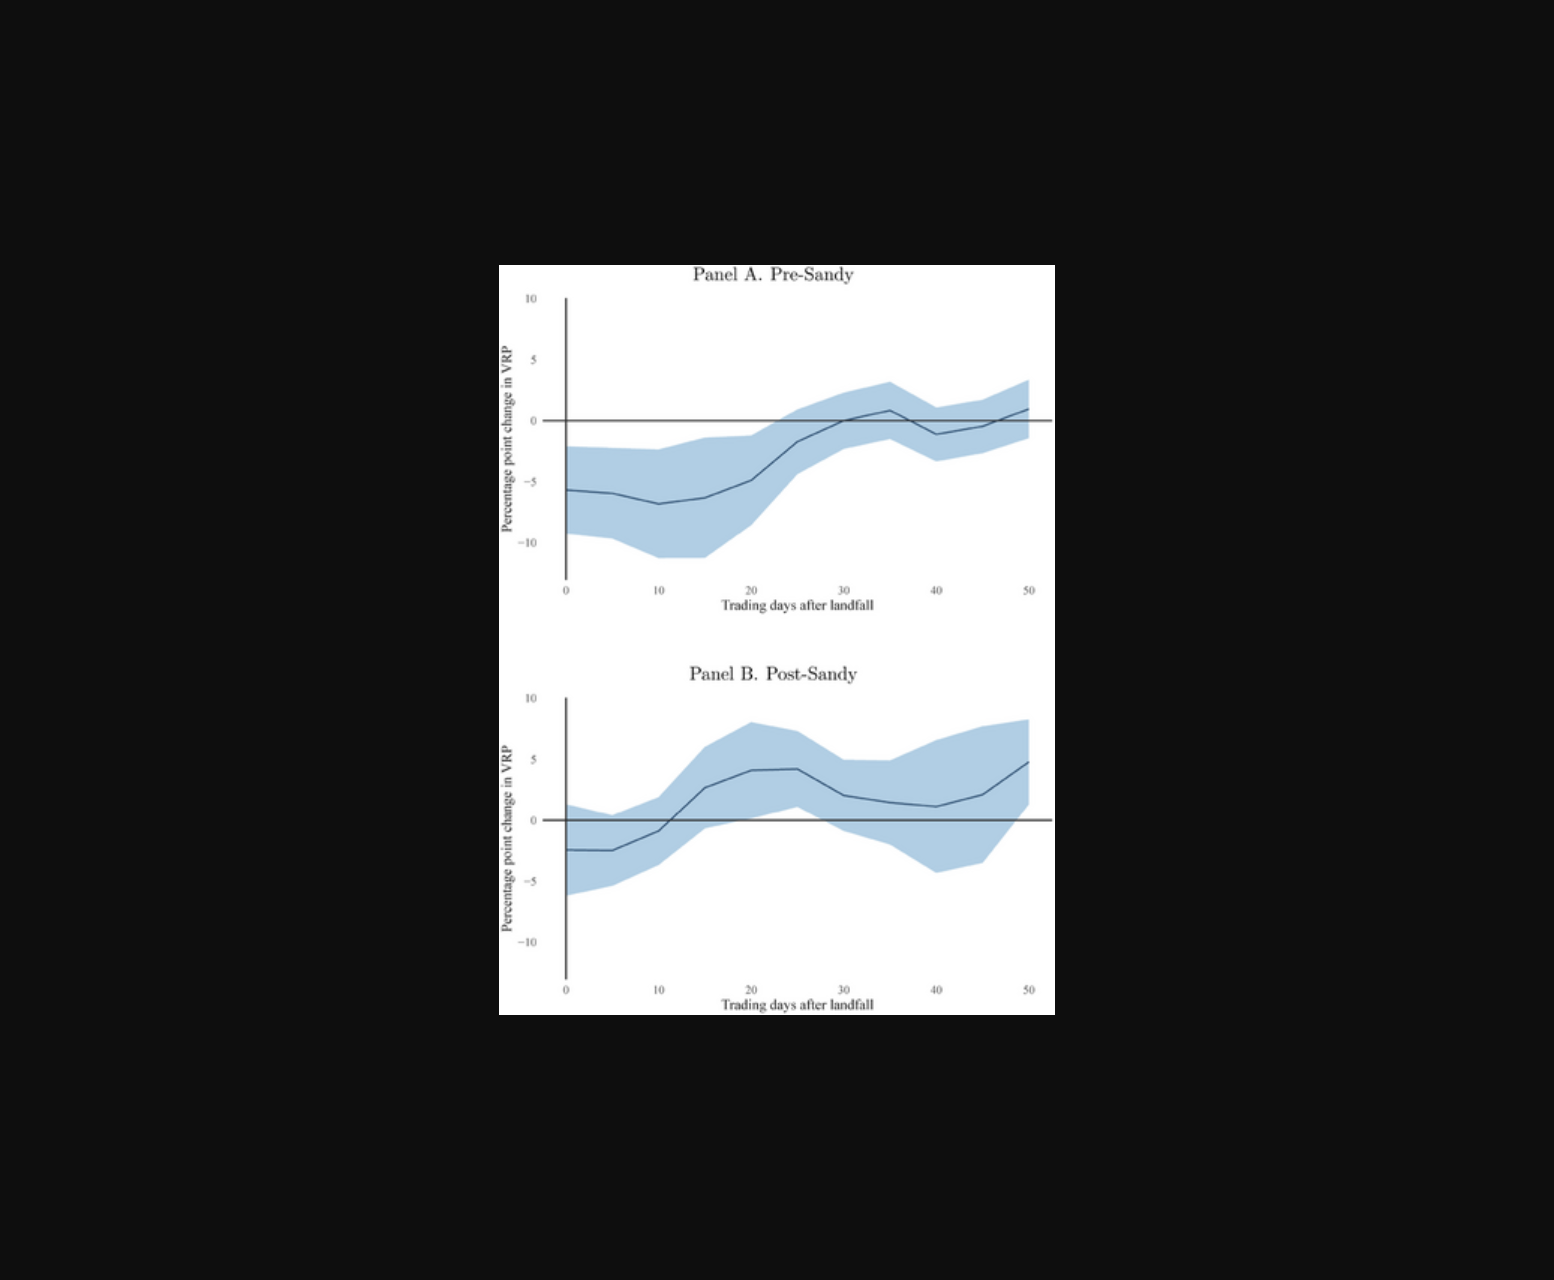 Panel A. Pre-Sandy
10
5
0
−5
−10
Percentage point change in VRP
0 10 20 30 40 50
Trading days after landfall
Panel B. Post-Sandy
10
5
0
−5
−10
Percentage point change in VRP
0 10 20 30 40 50
Trading days after landfall